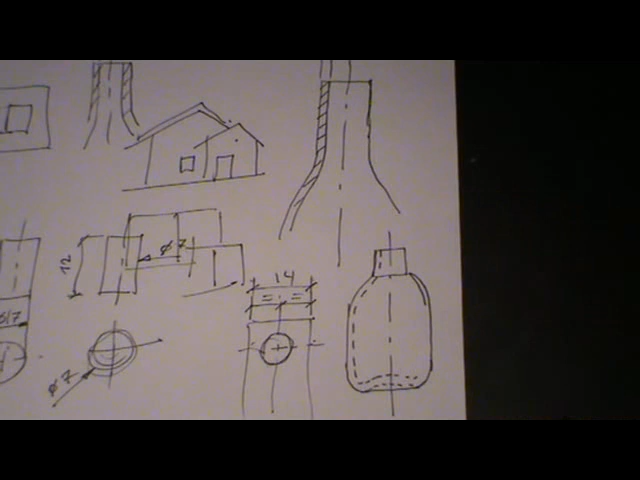 12
ø 7
14
= =
ø 7